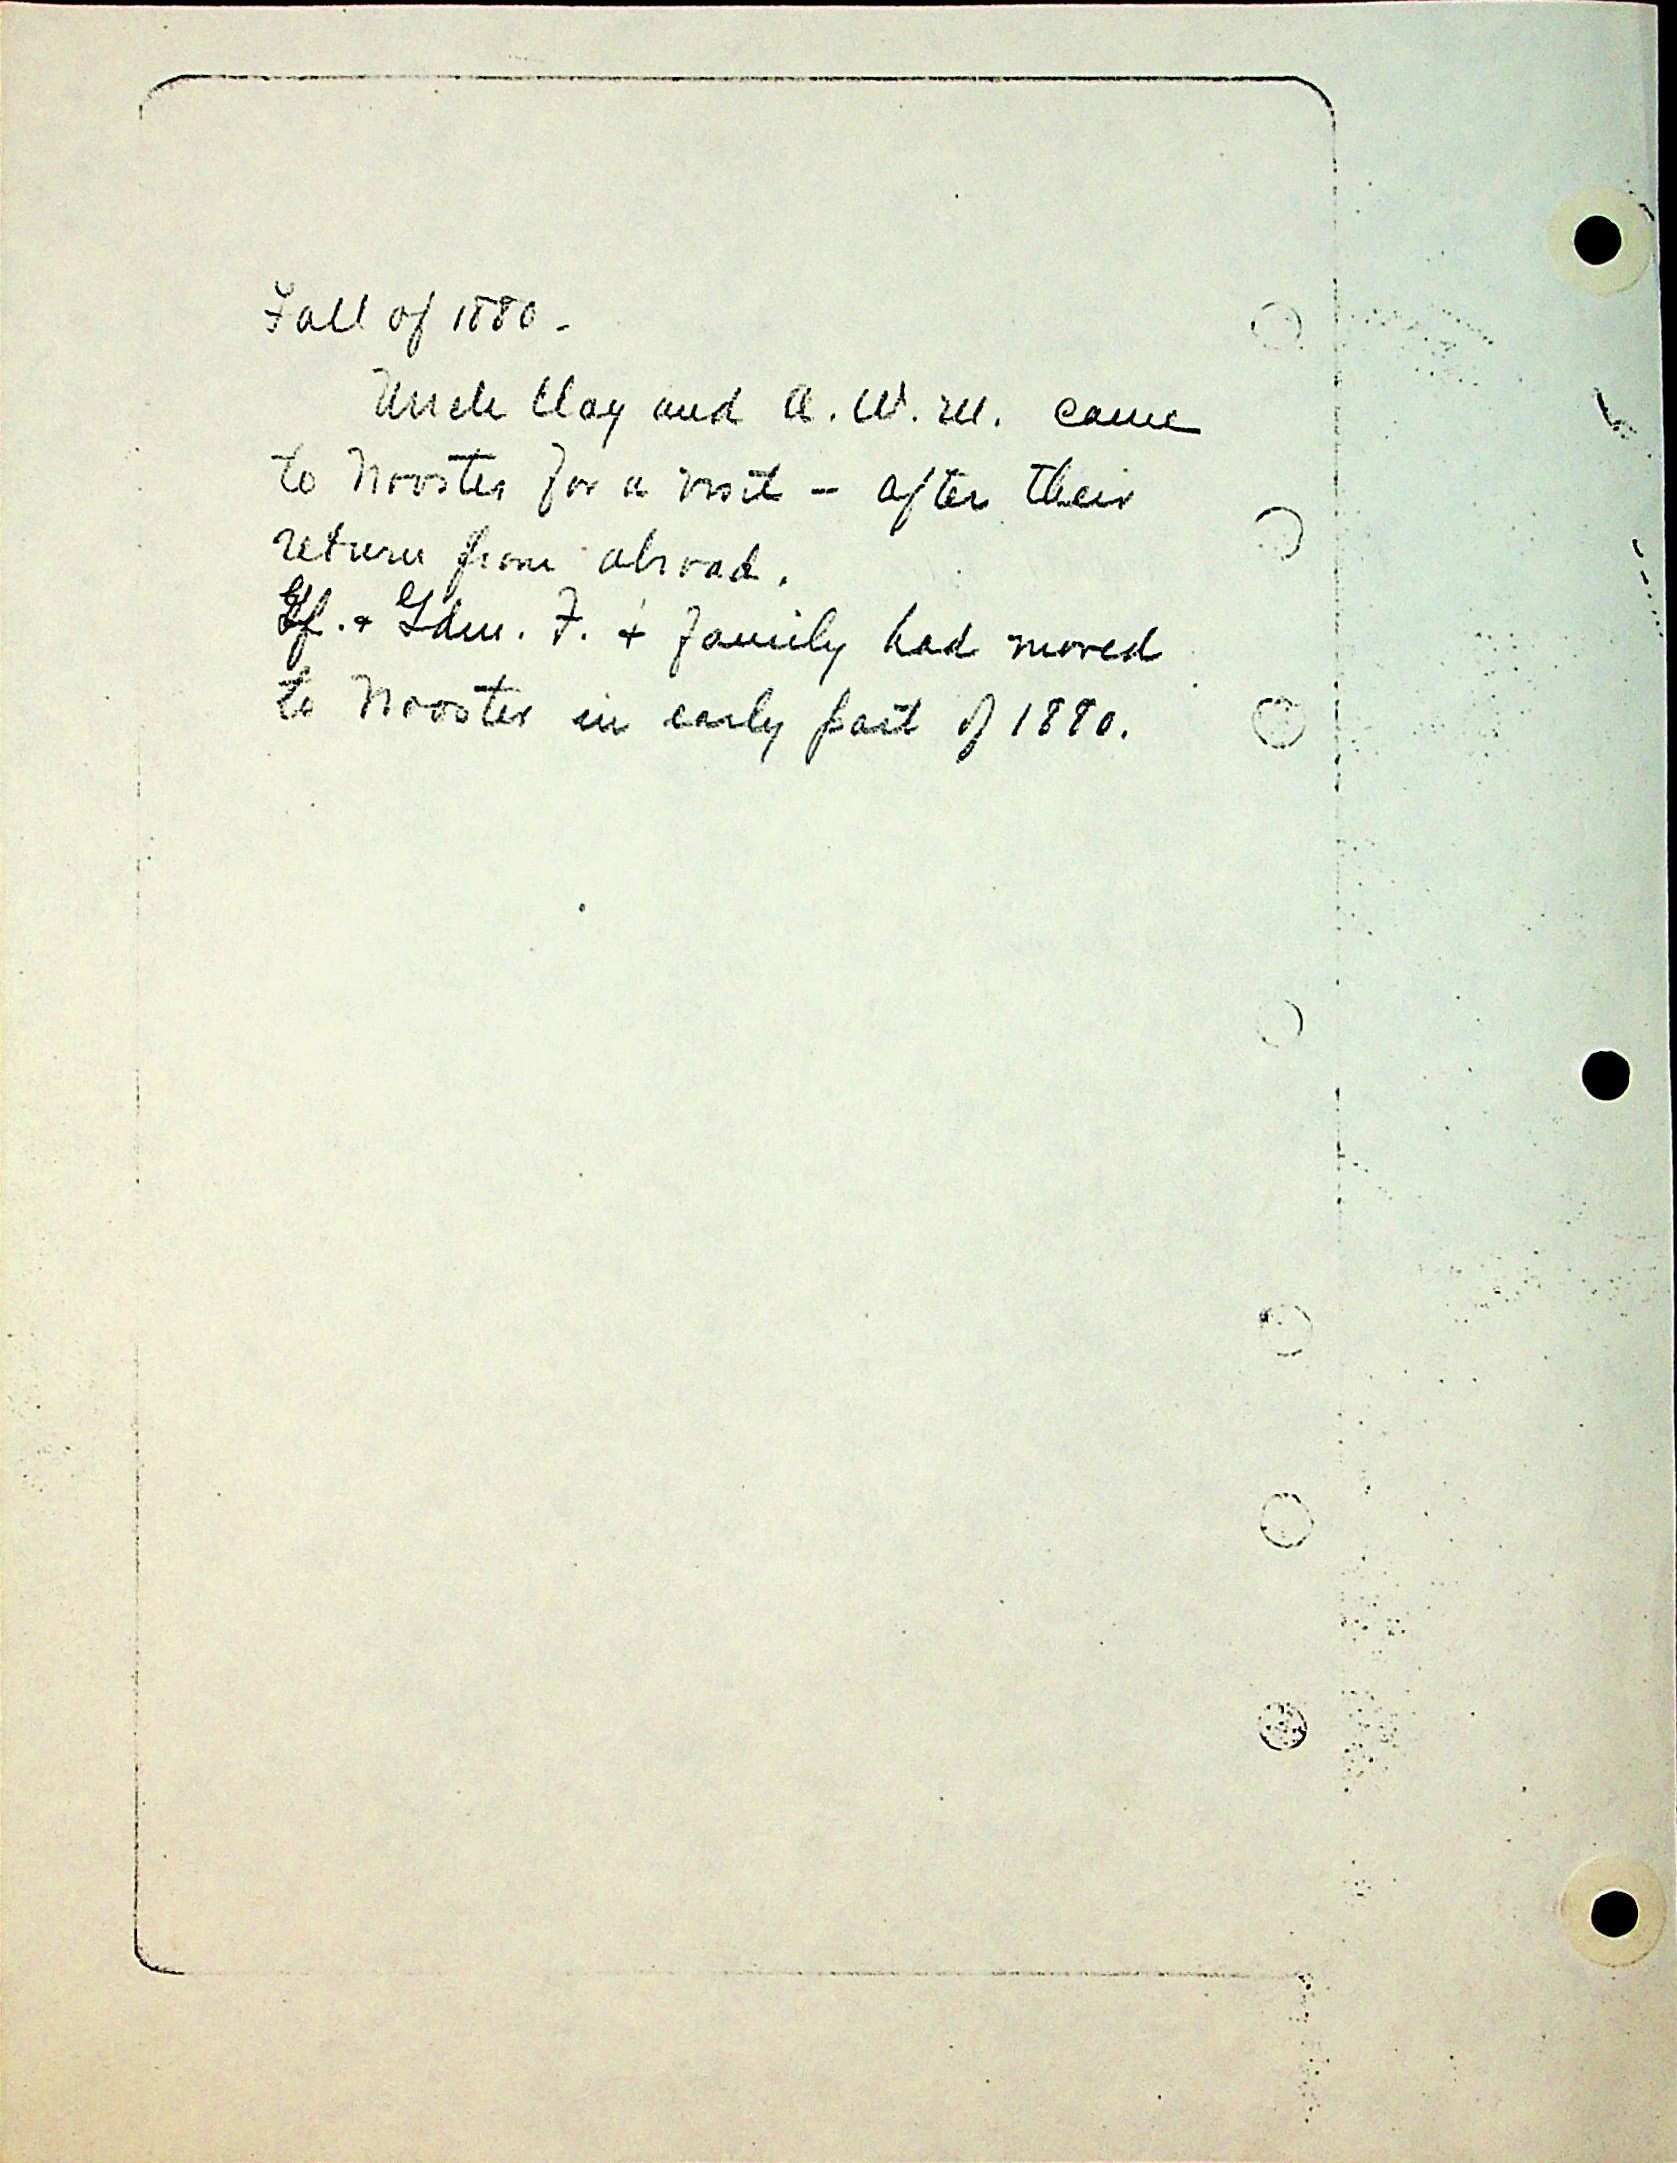 Fall of 1880 -
Uncle Clay and A. W. M. came
to Wooster for a visit - after their
return from abroad.
Gf. + Gdm. F. + family had moved
to Wooster in early part of 1880.